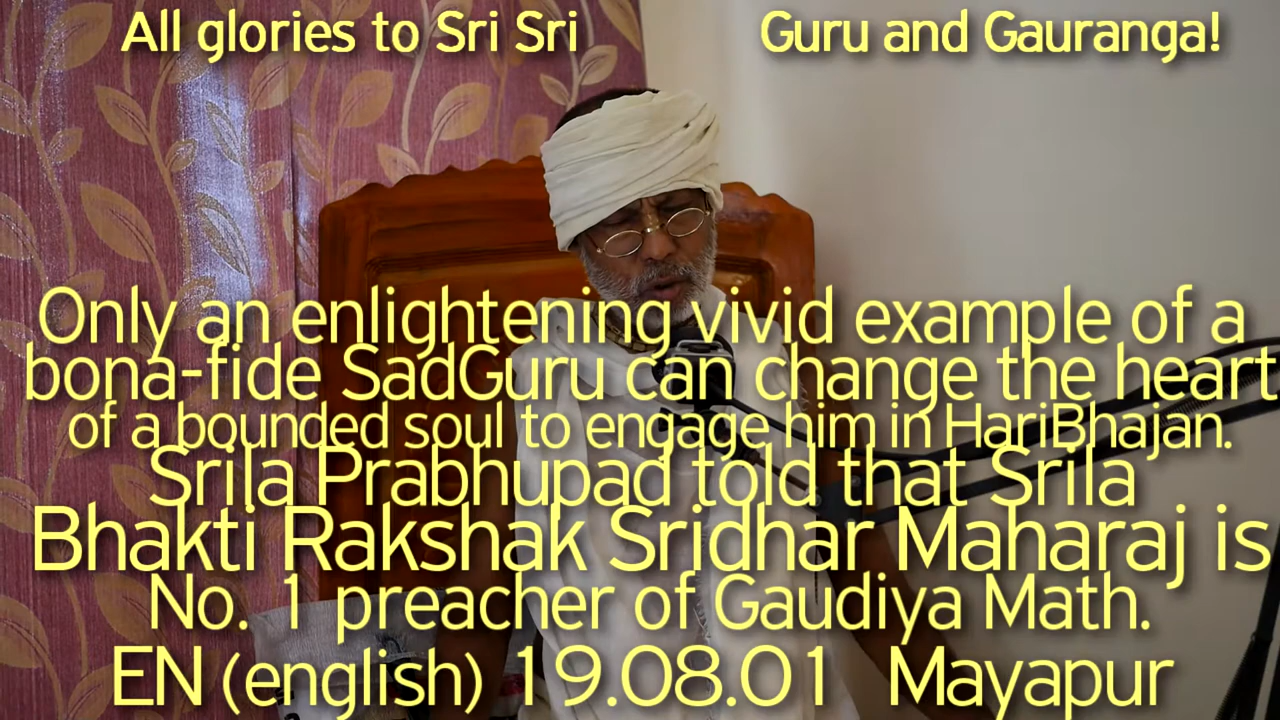 All glories to Sri Sri Guru and Gauranga!
Only an enlightening vivid example of a
bona-fide SadGuru can change the heart
of a bounded soul to engage him in HariBhajan.
Srila Prabhupad told that Srila
Bhakti Rakshak Sridhar Maharaj is
No. 1 preacher of Gaudiya Math.
EN (english) 19.08.01 Mayapur